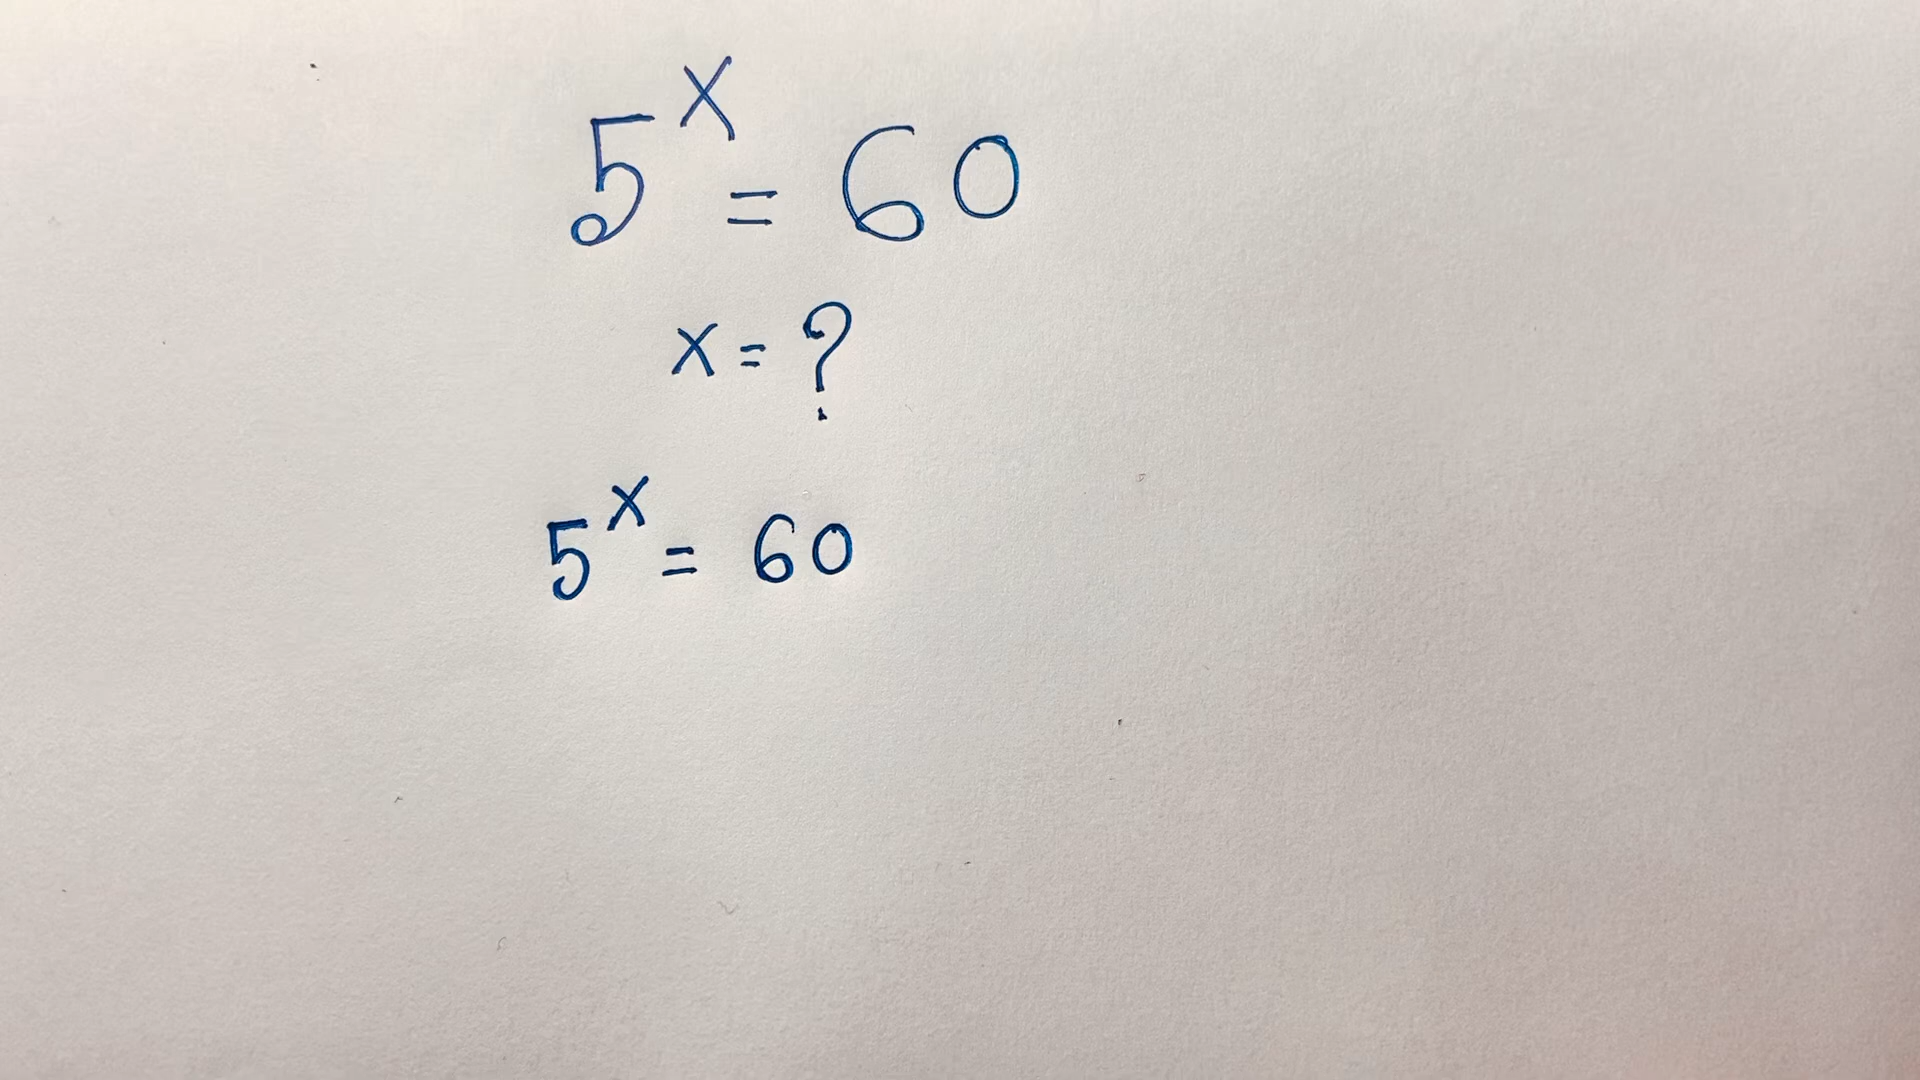 5^x = 60
x = ?
5^x = 60